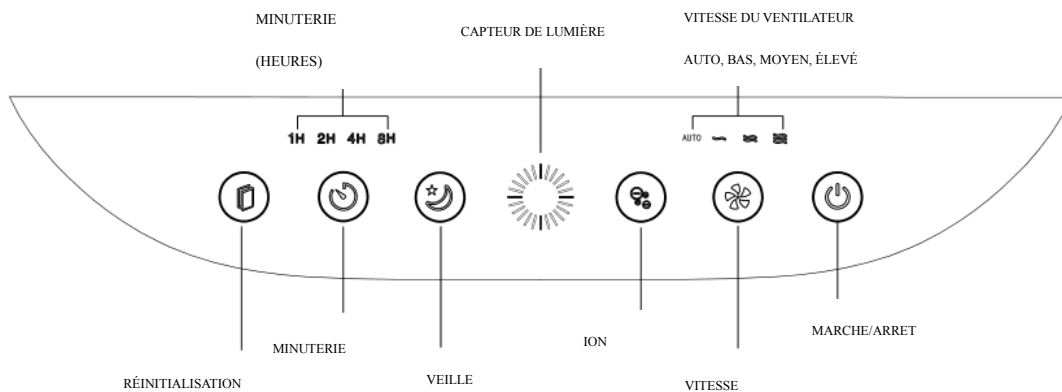 MINUTERIE
(HEURES)
CAPTEUR DE LUMIÈRE
VITESSE DU VENTILATEUR
AUTO, BAS, MOYEN, ÉLEVÉ
1H 2H 4H 8H
AUTO
MINUTERIE
ION
MARCHE/ARRET
RÉINITIALISATION
VEILLE
VITESSE